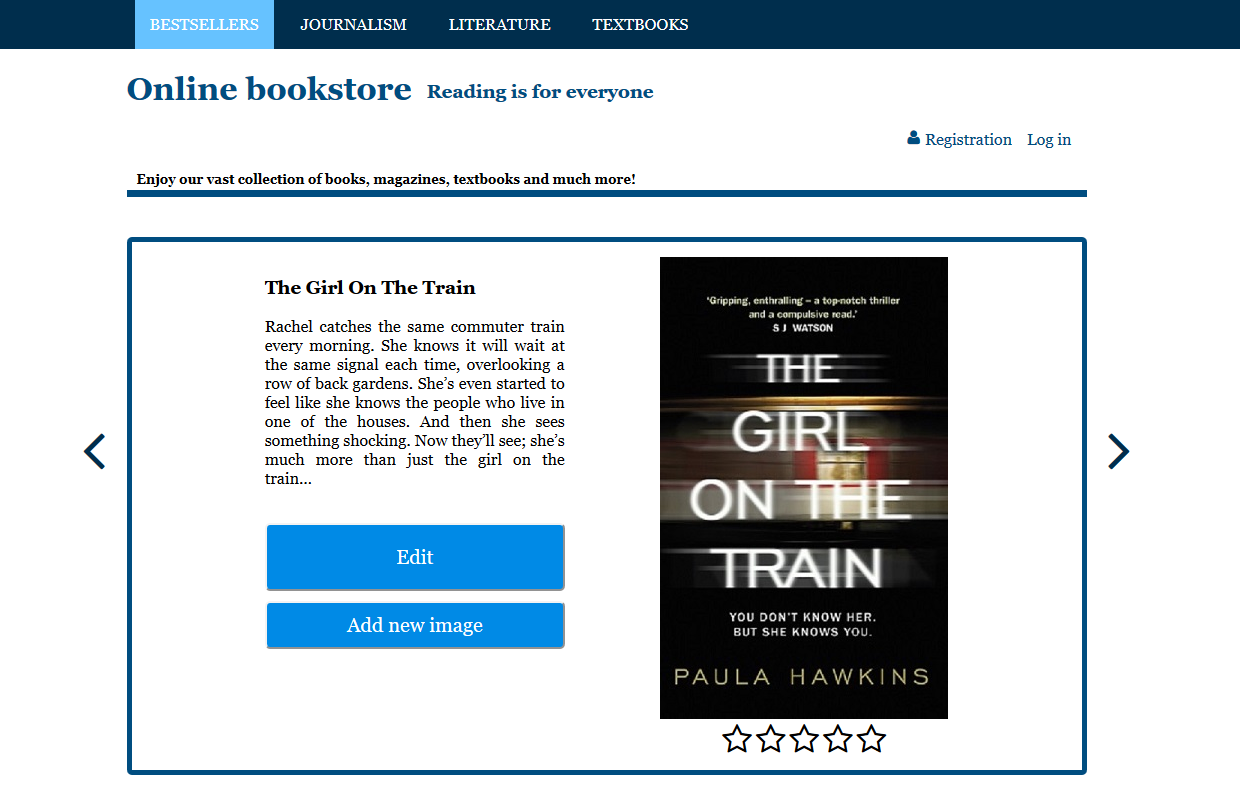 BESTSELLERS JOURNALISM LITERATURE TEXTBOOKS
Online bookstore Reading is for everyone
Registration Log in
Enjoy our vast collection of books, magazines, textbooks and much more!
The Girl On The Train
Rachel catches the same commuter train
every morning. She knows it will wait at
the same signal each time, overlooking a
row of back gardens. She’s even started to
feel like she knows the people who live in
one of the houses. And then she sees
something shocking. Now they’ll see; she’s
much more than just the girl on the
train...
Edit
Add new image
‘Gripping, enthralling – a top-notch thriller
and a compulsive read.’
S J WATSON
THE
GIRL
ON THE
TRAIN
YOU DON'T KNOW HER.
BUT SHE KNOWS YOU.
PAULA HAWKINS